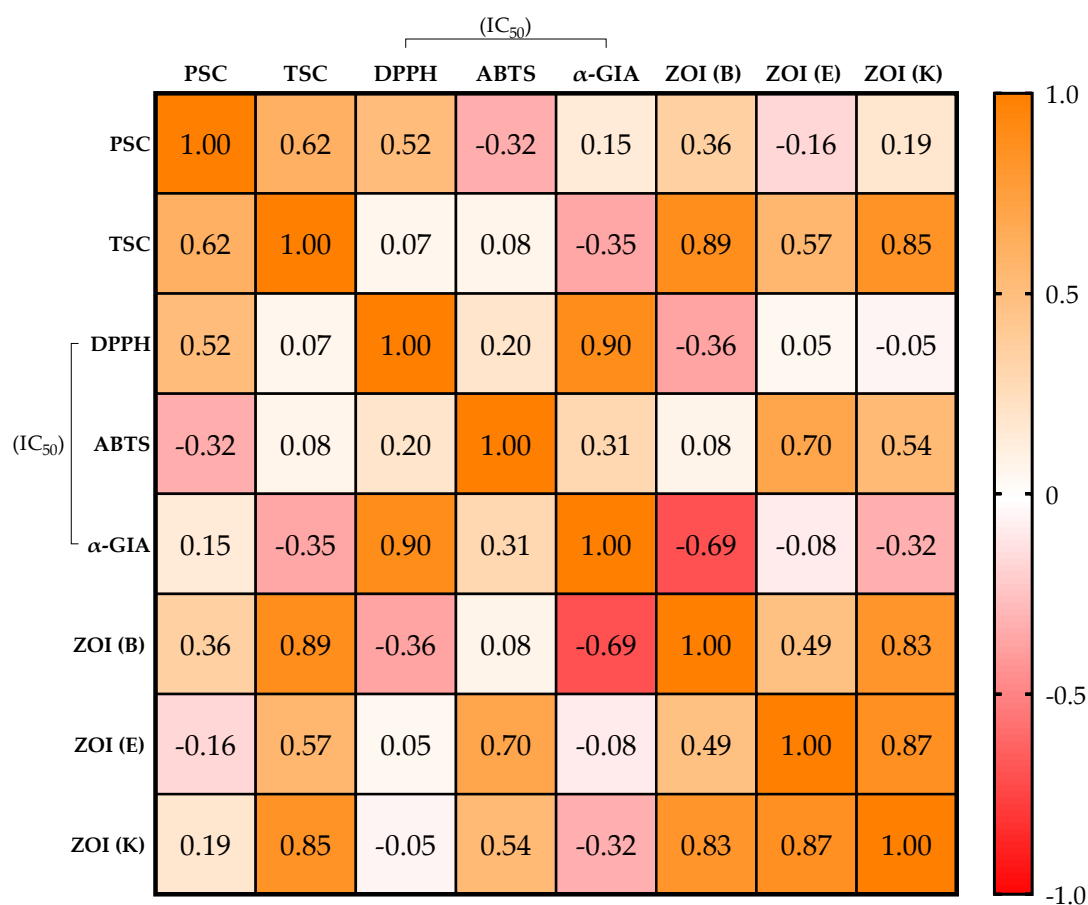 (IC₅₀)
PSC TSC DPPH ABTS α-GIA ZOI (B) ZOI (E) ZOI (K)
PSC 1.00 0.62 0.52 -0.32 0.15 0.36 -0.16 0.19
TSC 0.62 1.00 0.07 0.08 -0.35 0.89 0.57 0.85
DPPH 0.52 0.07 1.00 0.20 0.90 -0.36 0.05 -0.05
(IC₅₀) ABTS -0.32 0.08 0.20 1.00 0.31 0.08 0.70 0.54
α-GIA 0.15 -0.35 0.90 0.31 1.00 -0.69 -0.08 -0.32
ZOI (B) 0.36 0.89 -0.36 0.08 -0.69 1.00 0.49 0.83
ZOI (E) -0.16 0.57 0.05 0.70 -0.08 0.49 1.00 0.87
ZOI (K) 0.19 0.85 -0.05 0.54 -0.32 0.83 0.87 1.00
1.0
0.5
0
-0.5
-1.0